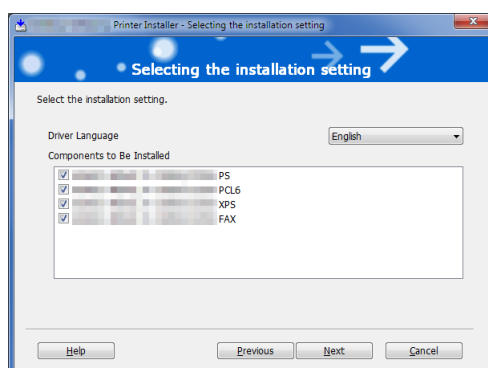 Printer Installer - Selecting the installation setting
Selecting the installation setting
Select the installation setting.
Driver Language English
Components to Be Installed
PS
PCL6
XPS
FAX
Help Previous Next Cancel